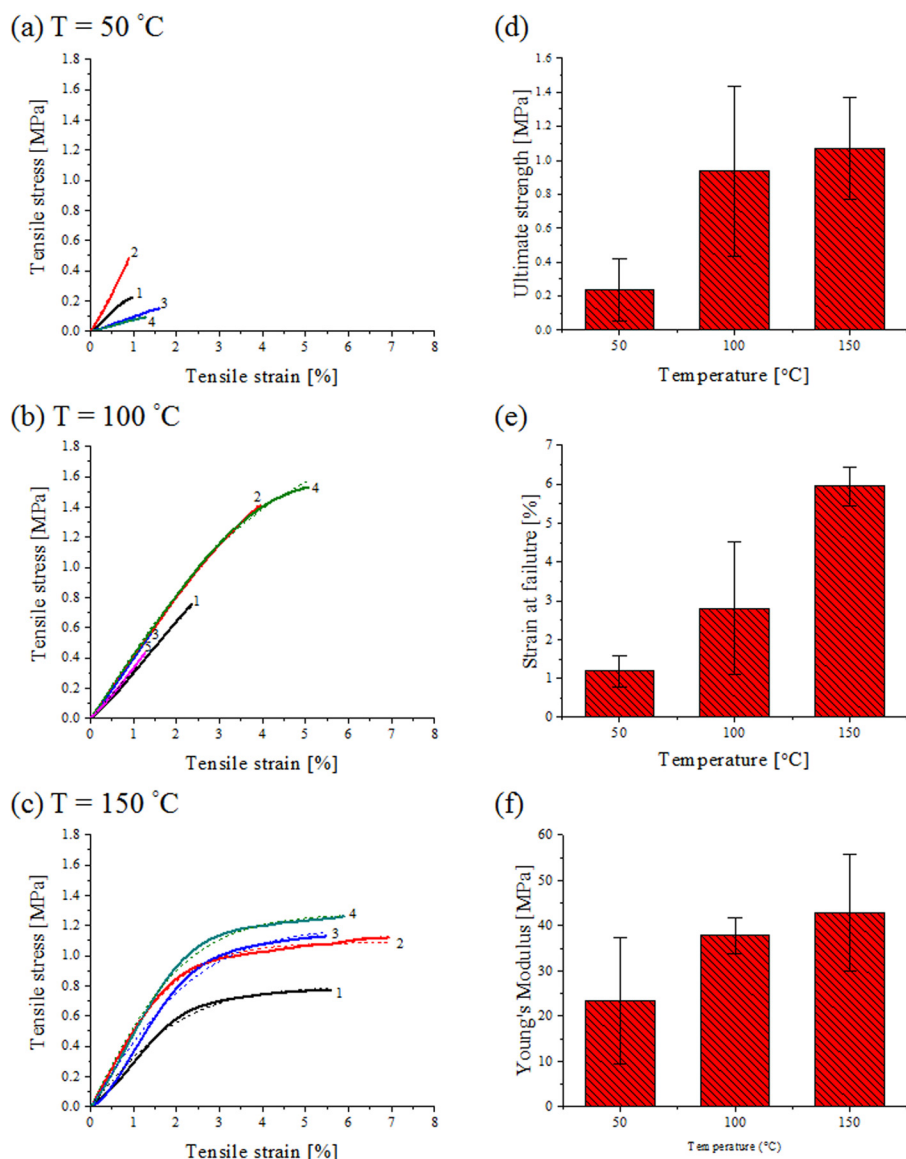 (a) T = 50 °C
Tensile stress [MPa]
1.8
1.6
1.4
1.2
1.0
0.8
0.6
0.4
0.2
0.0
2
1
3
4
0 1 2 3 4 5 6 7 8
Tensile strain [%]
(d)
Ultimate strength [MPa]
1.8
1.6
1.4
1.2
1.0
0.8
0.6
0.4
0.2
0.0
50 100 150
Temperature [°C]
(b) T = 100 °C
Tensile stress [MPa]
1.8
1.6
1.4
1.2
1.0
0.8
0.6
0.4
0.2
0.0
2
4
1
3
5
0 1 2 3 4 5 6 7 8
Tensile strain [%]
(e)
Strain at failutre [%]
7
6
5
4
3
2
1
0
50 100 150
Temperature [°C]
(c) T = 150 °C
Tensile stress [MPa]
1.8
1.6
1.4
1.2
1.0
0.8
0.6
0.4
0.2
0.0
4
3
2
1
0 1 2 3 4 5 6 7 8
Tensile strain [%]
(f)
Young's Modulus [MPa]
60
50
40
30
20
10
0
50 100 150
Temperature (°C)